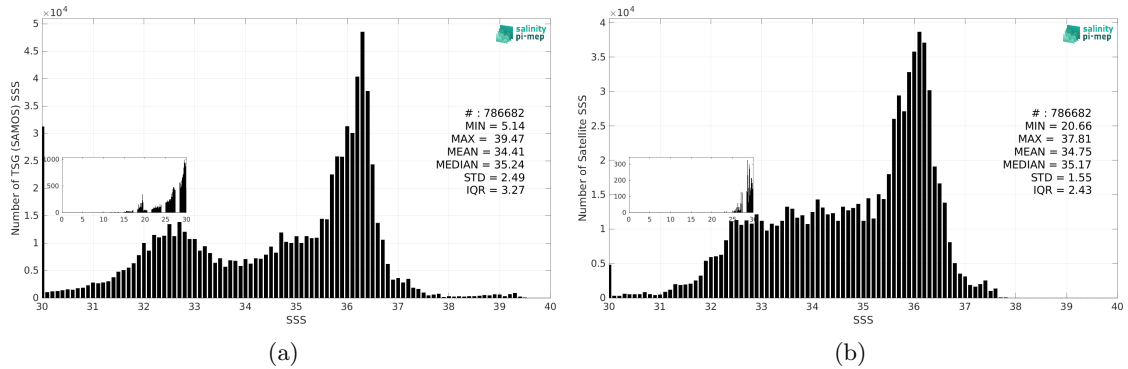 ×10⁴
5
4.5
4
3.5
3
2.5
2
1.5
1
0.5
0
Number of TSG (SAMOS) SSS
salinity
pi-mep
# : 786682
MIN = 5.14
MAX = 39.47
MEAN = 34.41
MEDIAN = 35.24
STD = 2.49
IQR = 3.27
500
0
0 5 10 15 20 25 30
30 31 32 33 34 35 36 37 38 39 40
SSS
(a)
×10⁴
4
3.5
3
2.5
2
1.5
1
0.5
0
Number of Satellite SSS
salinity
pi-mep
# : 786682
MIN = 20.66
MAX = 37.81
MEAN = 34.75
MEDIAN = 35.17
STD = 1.55
IQR = 2.43
300
200
100
0
0 5 10 15 20 25 30
30 31 32 33 34 35 36 37 38 39 40
SSS
(b)